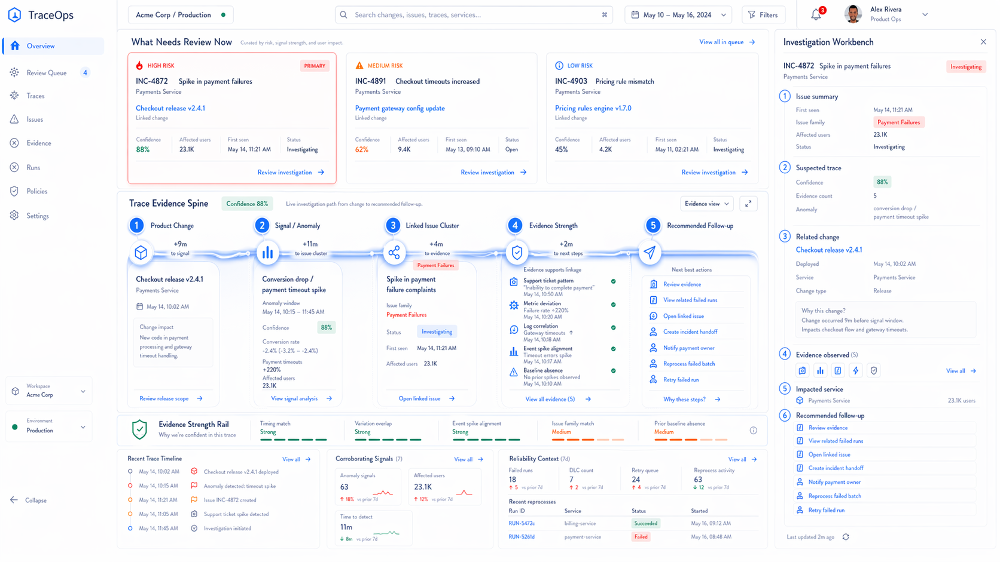 TraceOps
Acme Corp / Production
Search changes, issues, traces, services...
⌘
May 10 – May 16, 2024
Filters
3
Alex Rivera
Product Ops
Overview
Review Queue 4
Traces
Issues
Evidence
Runs
Policies
Settings
Workspace
Acme Corp
Environment
Production
Collapse
What Needs Review Now
Curated by risk, signal strength, and user impact.
View all in queue →
HIGH RISK
PRIMARY
INC-4872 Spike in payment failures
Payments Service
Checkout release v2.4.1
Linked change
Confidence Affected users First seen Status
88% 23.1K May 14, 11:21 AM Investigating
Review investigation →
MEDIUM RISK
INC-4891 Checkout timeouts increased
Payments Service
Payment gateway config update
Linked change
Confidence Affected users First seen Status
62% 9.4K May 13, 09:10 AM Open
Review investigation →
LOW RISK
INC-4903 Pricing rule mismatch
Payments Service
Pricing rules engine v1.7.0
Linked change
Confidence Affected users First seen Status
45% 4.2K May 11, 02:21 AM Investigating
Review investigation →
Trace Evidence Spine
Confidence 88%
Live investigation path from change to recommended follow-up.
Evidence view
1 Product Change
+9m
to signal
Checkout release v2.4.1
Payments Service
May 14, 10:02 AM
Change impact
New code in payment
processing and gateway
timeout handling.
Review release scope →
2 Signal / Anomaly
+11m
to issue cluster
Conversion drop /
payment timeout spike
Anomaly window
May 14, 10:15 – 11:45 AM
Confidence 88%
Conversion rate
-2.4% (-3.2% – -2.4%)
Payment timeouts
+220%
Affected users
23.1K
View signal analysis →
3 Linked Issue Cluster
+4m
to evidence
Payment Failures
Spike in payment
failure complaints
Issue family
Payment Failures
Status Investigating
First seen May 14, 11:21 AM
Affected users 23.1K
Open linked issue →
4 Evidence Strength
+2m
to next steps
Evidence supports linkage
Support ticket pattern
"Inability to complete payment"
May 14, 10:50 AM
Metric deviation
Failure rate +220%
May 14, 10:20 AM
Log correlation
Gateway timeouts ↑
May 14, 10:18 AM
Event spike alignment
Timeout errors spike
May 14, 10:17 AM
Baseline absence
No prior spikes observed
May 14, 10:10 AM
View all evidence (5) →
5 Recommended Follow-up
Next best actions
Review evidence
View related failed runs
Open linked issue
Create incident handoff
Notify payment owner
Reprocess failed batch
Retry failed run
Why these steps? →
Evidence Strength Rail
Why we're confident in this trace
Timing match
Strong
Variation overlap
Strong
Event spike alignment
Strong
Issue family match
Medium
Prior baseline absence
Medium
Recent Trace Timeline
View all →
May 14, 10:02 AM Checkout release v2.4.1 deployed
May 14, 10:15 AM Anomaly detected: timeout spike
May 14, 11:21 AM Issue INC-4872 created
May 14, 11:05 AM Support ticket spike detected
May 14, 11:45 AM Investigation initiated
Corroborating Signals (7)
View all →
Anomaly signals
63
↑ 18% vs prior 7d
Affected users
23.1K
↑ 12% vs prior 7d
Time to detect
11m
↓ 8m vs prior 7d
Reliability Context (7d)
View all →
Failed runs DLC count Retry queue Reprocess activity
18 7 24 63
↑ 5 vs prior 7d ↑ 2 vs prior 7d ↑ 4 vs prior 7d ↓ 12 vs prior 7d
Recent reprocesses
Run ID Service Status Started
RUN-5472c billing-service Succeeded May 16, 09:12 AM
RUN-5261d payment-service Failed May 16, 08:48 AM
Investigation Workbench
INC-4872 Spike in payment failures
Investigating
Payments Service
1 Issue summary
First seen May 14, 11:21 AM
Issue family Payment Failures
Affected users 23.1K
Status Investigating
2 Suspected trace
Confidence 88%
Evidence count 5
Anomaly conversion drop /
payment timeout spike
3 Related change
Checkout release v2.4.1
Deployed May 14, 10:02 AM
Service Payments Service
Change type Release
Why this change?
Change occurred 9m before signal window.
Impacts checkout flow and gateway timeouts.
4 Evidence observed (5)
View all →
5 Impacted service
Payments Service 23.1K users
6 Recommended follow-up
Review evidence
View related failed runs
Open linked issue
Create incident handoff
Notify payment owner
Reprocess failed batch
Retry failed run
Last updated 2m ago